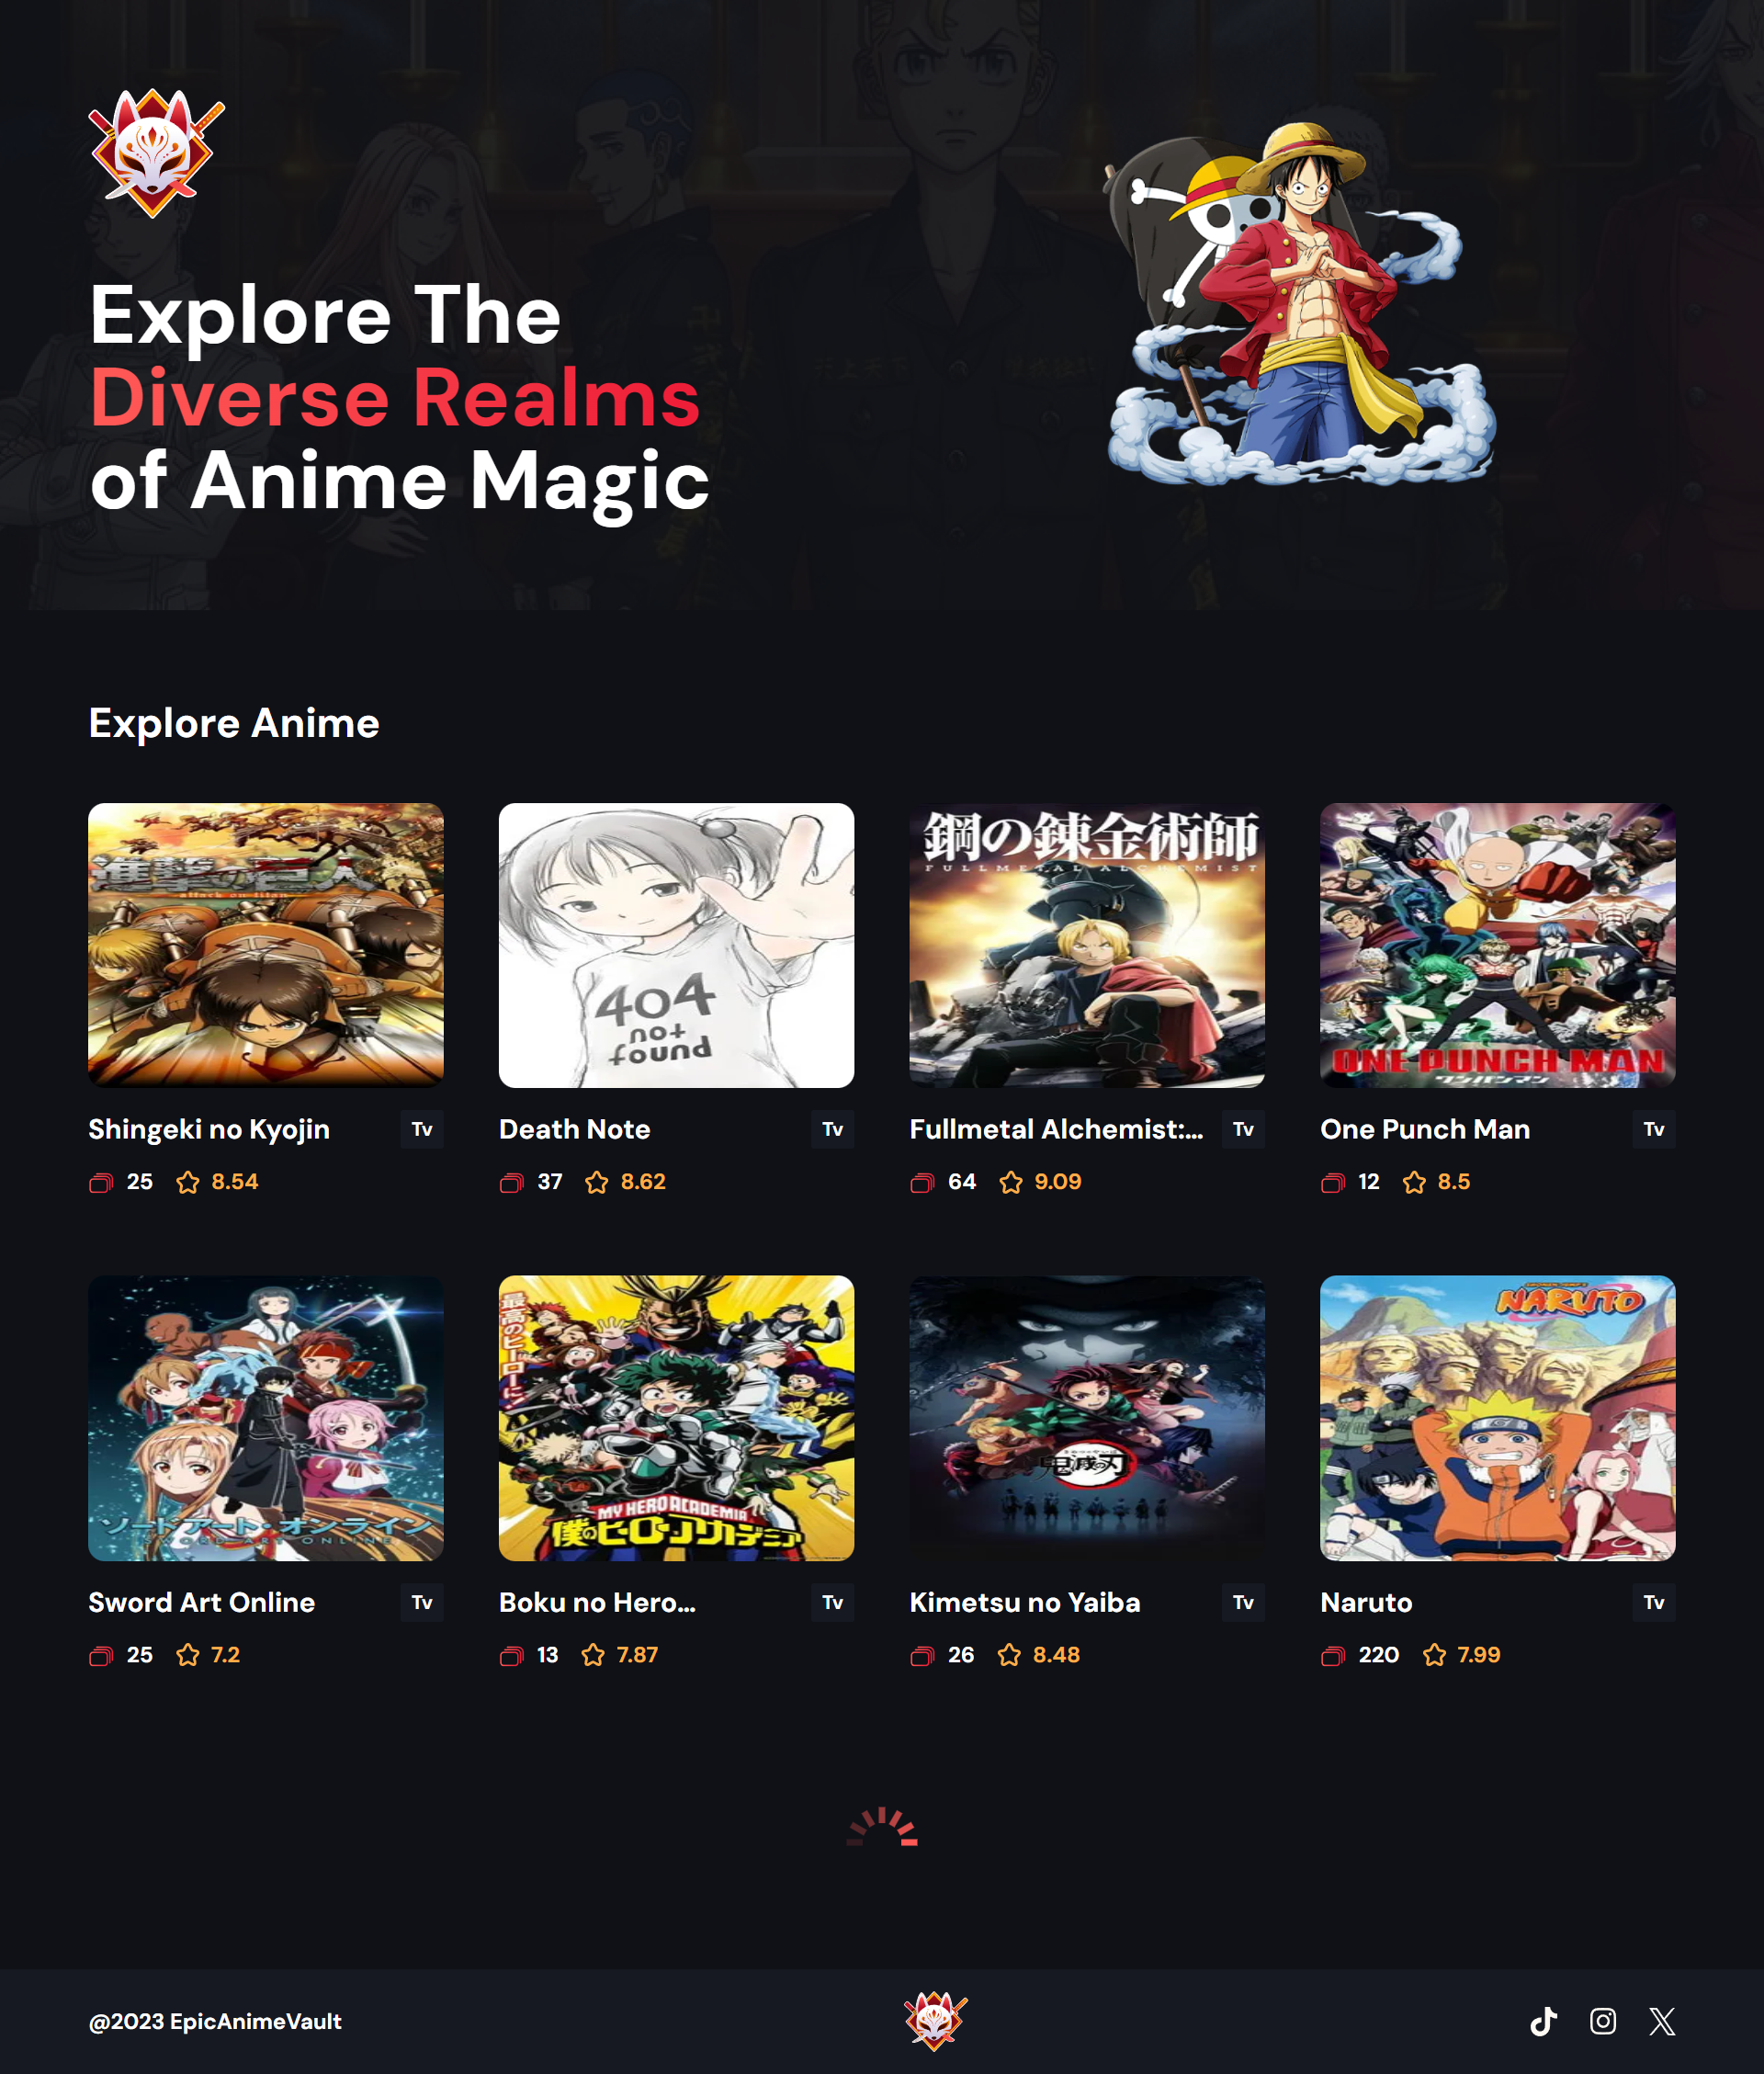 Explore The
Diverse Realms
of Anime Magic
Explore Anime
進撃の巨人
attack on titan
404
not
found
鋼の錬金術師
FULLMETAL ALCHEMIST
ONE PUNCH MAN
ワンパンマン
Shingeki no Kyojin
Tv
Death Note
Tv
Fullmetal Alchemist:...
Tv
One Punch Man
Tv
25
8.54
37
8.62
64
9.09
12
8.5
ソードアート・オンライン
SWORD ART ONLINE
最高のヒーローに
MY HERO ACADEMIA
僕のヒーローアカデミア
鬼滅の刃
NARUTO
Sword Art Online
Tv
Boku no Hero...
Tv
Kimetsu no Yaiba
Tv
Naruto
Tv
25
7.2
13
7.87
26
8.48
220
7.99
@2023 EpicAnimeVault